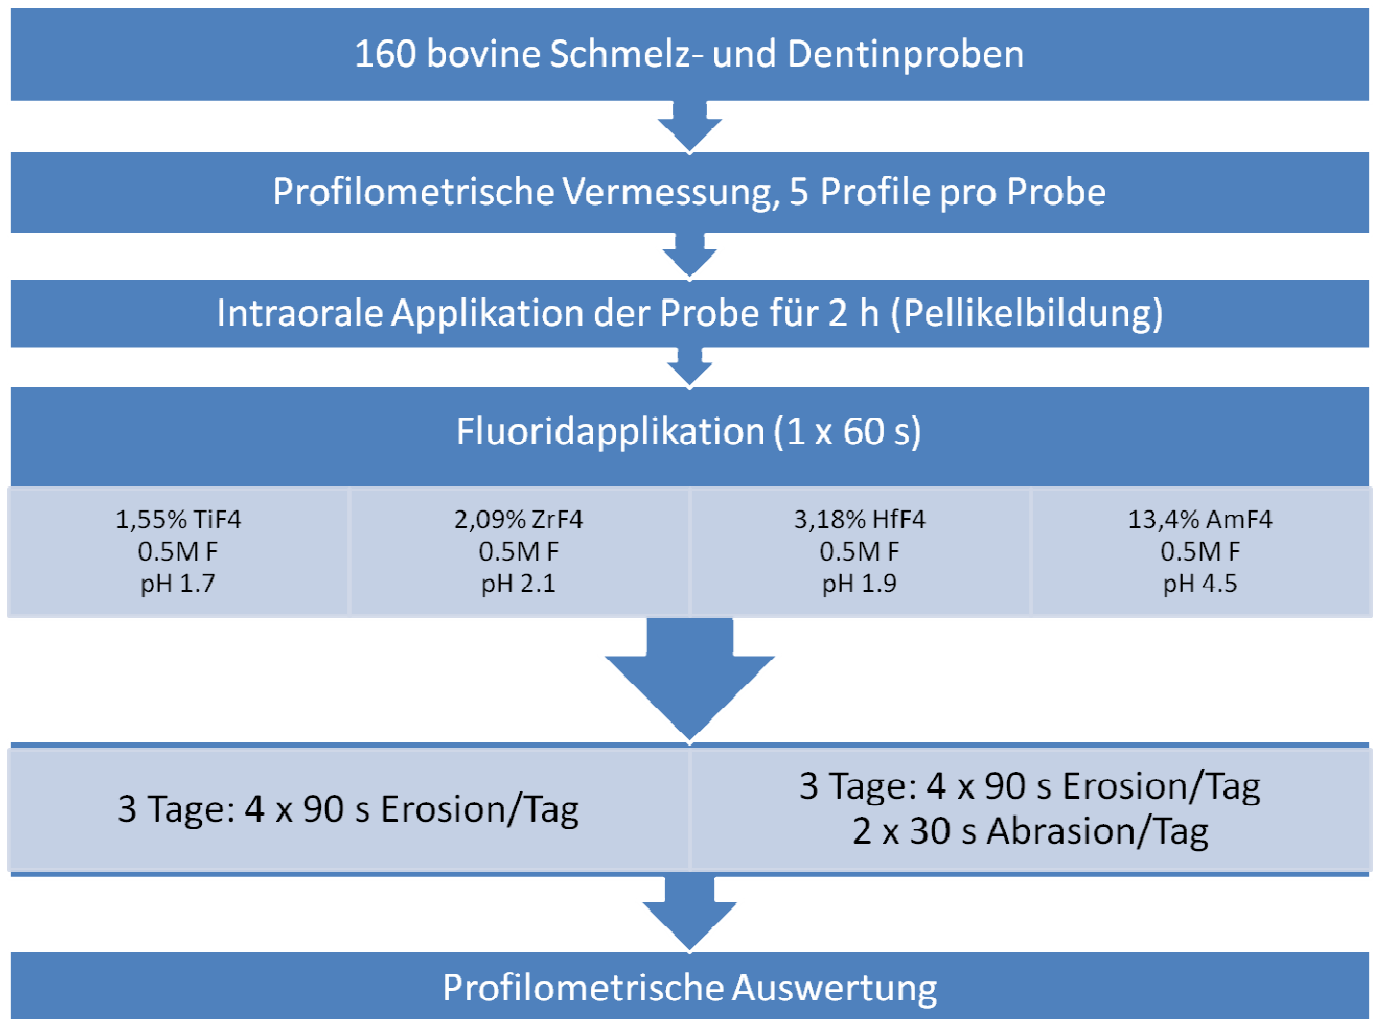 160 bovine Schmelz- und Dentinproben
Profilometrische Vermessung, 5 Profile pro Probe
Intraorale Applikation der Probe für 2 h (Pellikelbildung)
Fluoridapplikation (1 x 60 s)
1,55% TiF4
0.5M F
pH 1.7
2,09% ZrF4
0.5M F
pH 2.1
3,18% HfF4
0.5M F
pH 1.9
13,4% AmF4
0.5M F
pH 4.5
3 Tage: 4 x 90 s Erosion/Tag
3 Tage: 4 x 90 s Erosion/Tag
2 x 30 s Abrasion/Tag
Profilometrische Auswertung